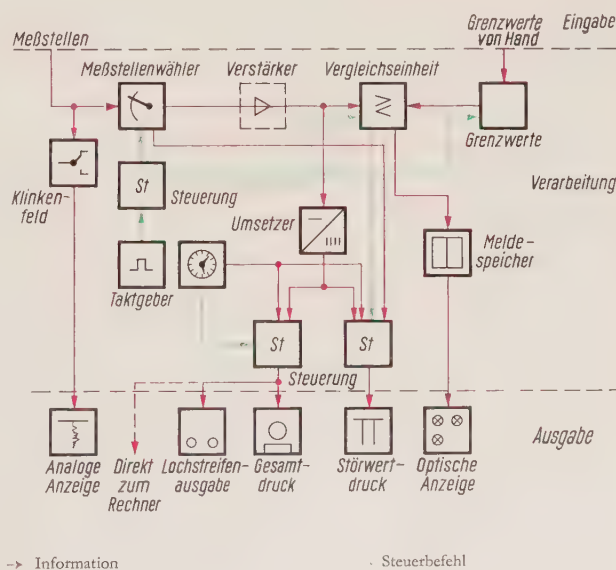 Meßstellen
Grenzwerte
von Hand
Eingabe
Meßstellenwähler
Verstärker
Vergleichseinheit
Grenzwerte
Klinken-
feld
St
Steuerung
Verarbeitung
Umsetzer
Melde-
speicher
Taktgeber
St
St
Steuerung
Analoge
Anzeige
Direkt
zum
Rechner
Lochstreifen-
ausgabe
Gesamt-
druck
Störwert-
druck
Optische
Anzeige
Ausgabe
Information
Steuerbefehl